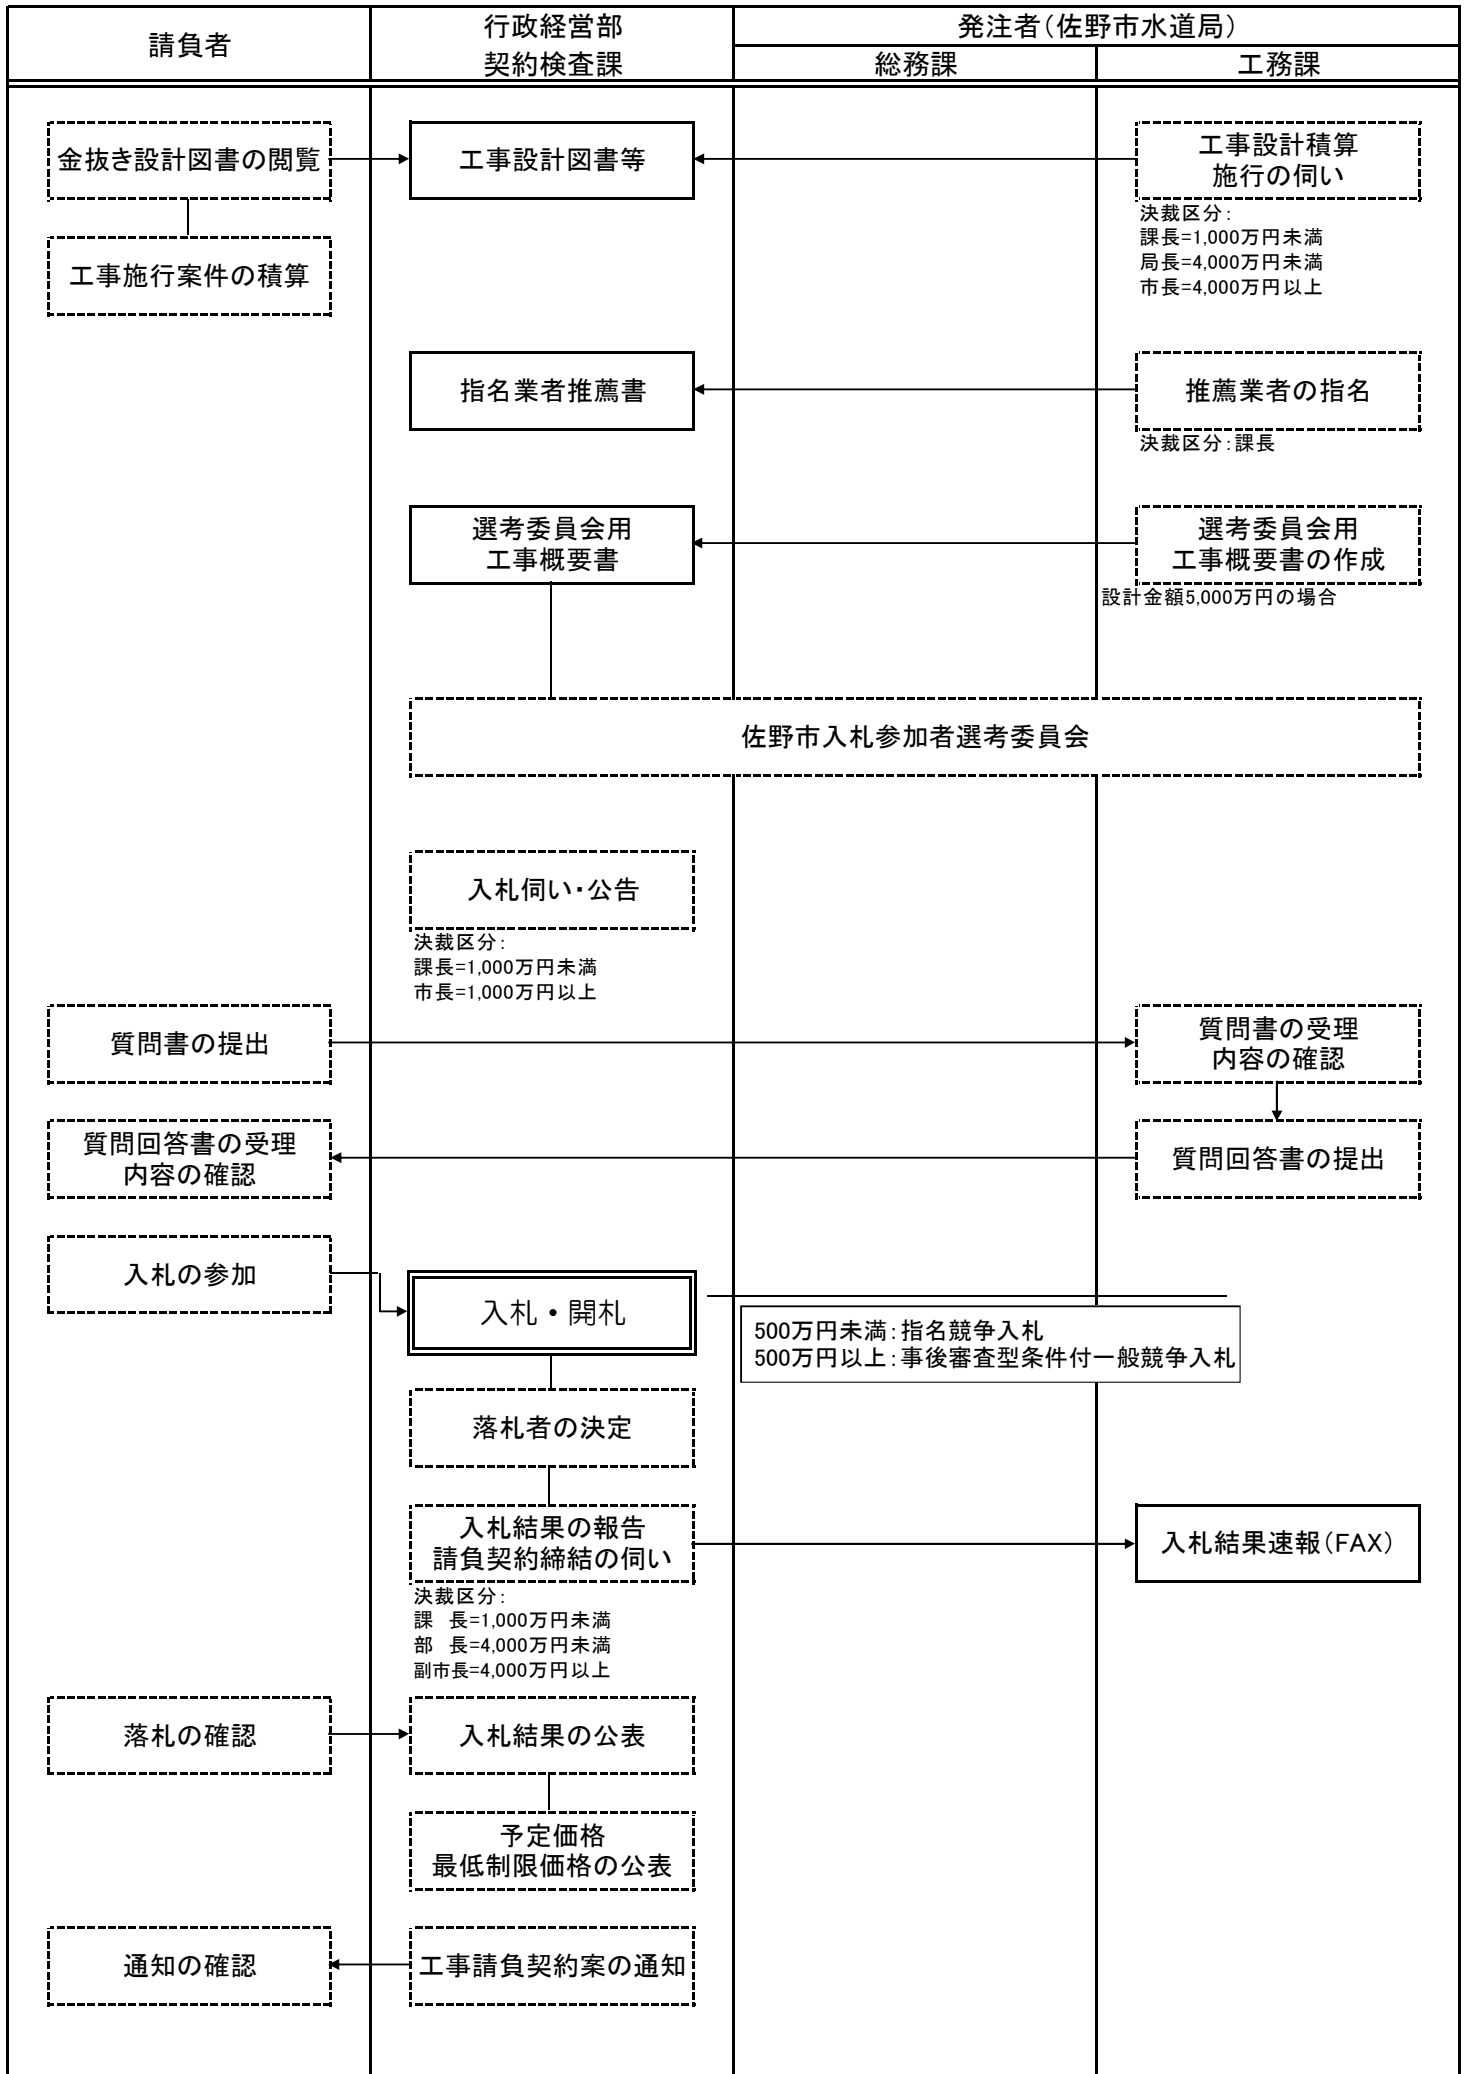 請負者
行政経営部
契約検査課
発注者(佐野市水道局)
総務課
工務課
金抜き設計図書の閲覧
工事設計図書等
工事設計積算
施行の伺い
決裁区分:
課長=1,000万円未満
局長=4,000万円未満
市長=4,000万円以上
工事施行案件の積算
指名業者推薦書
推薦業者の指名
決裁区分:課長
選考委員会用
工事概要書
選考委員会用
工事概要書の作成
設計金額5,000万円の場合
佐野市入札参加者選考委員会
入札伺い・公告
決裁区分:
課長=1,000万円未満
市長=1,000万円以上
質問書の提出
質問書の受理
内容の確認
質問回答書の受理
内容の確認
質問回答書の提出
入札の参加
入札・開札
500万円未満:指名競争入札
500万円以上:事後審査型条件付一般競争入札
落札者の決定
入札結果の報告
請負契約締結の伺い
入札結果速報(FAX)
決裁区分:
課 長=1,000万円未満
部 長=4,000万円未満
副市長=4,000万円以上
落札の確認
入札結果の公表
予定価格
最低制限価格の公表
通知の確認
工事請負契約案の通知